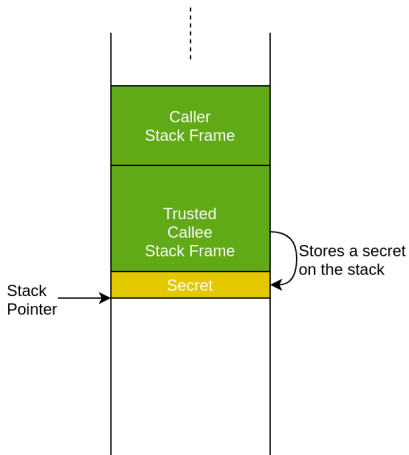 Caller
Stack Frame
Trusted
Callee
Stack Frame
Stores a secret
on the stack
Secret
Stack
Pointer